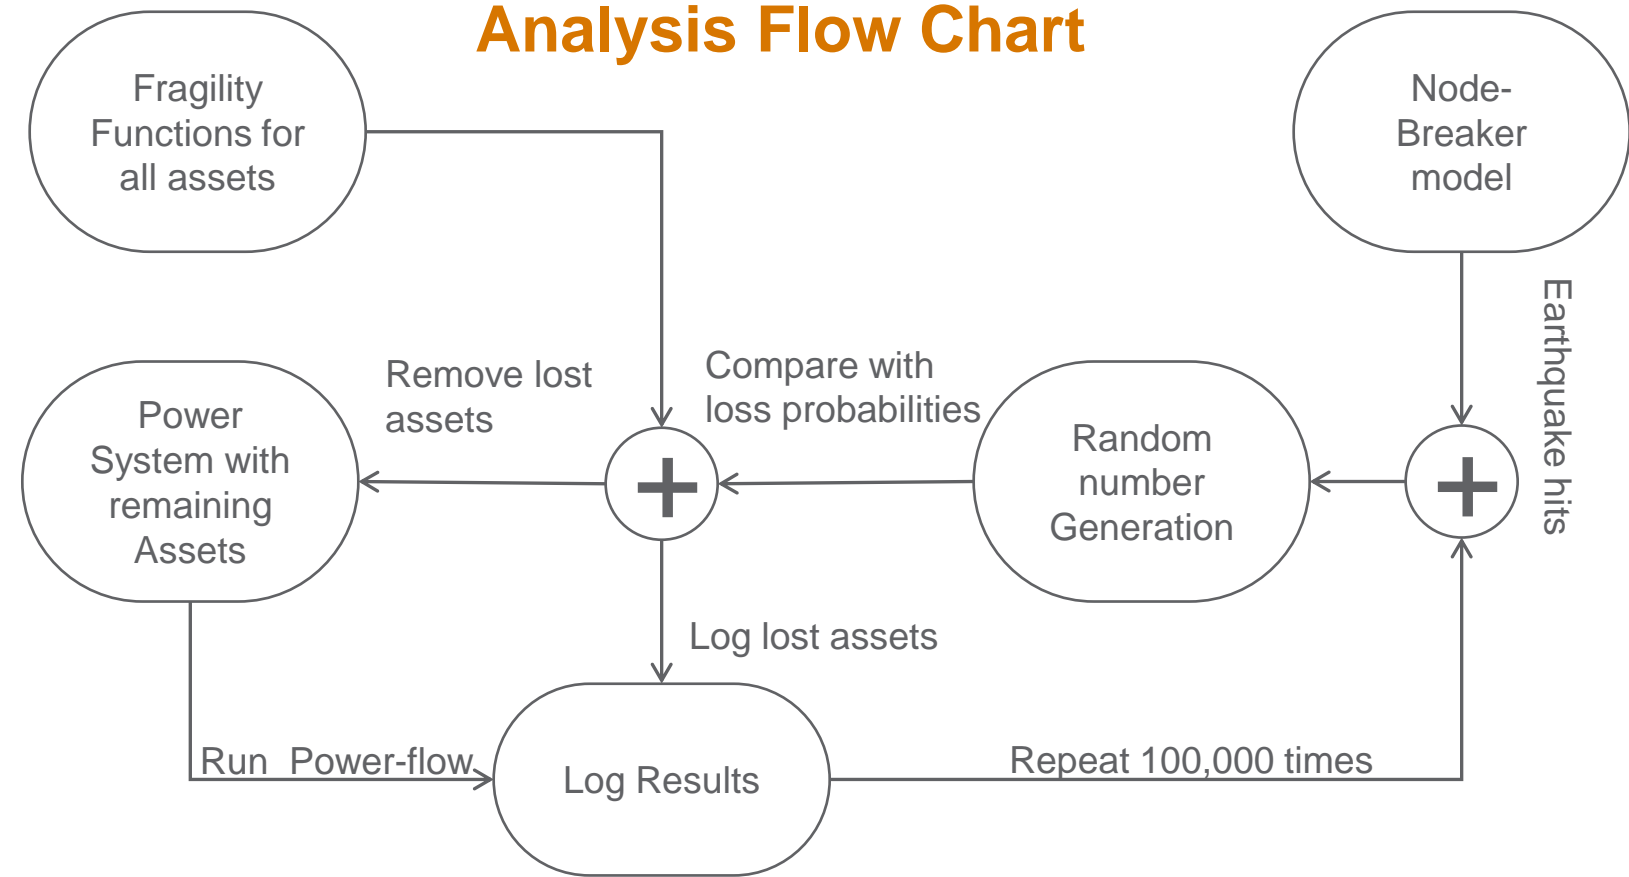 Analysis Flow Chart
Fragility
Functions for
all assets
Node-
Breaker
model
Earthquake hits
Remove lost
assets
Compare with
loss probabilities
Power
System with
remaining
Assets
Random
number
Generation
Log lost assets
Run Power-flow
Log Results
Repeat 100,000 times